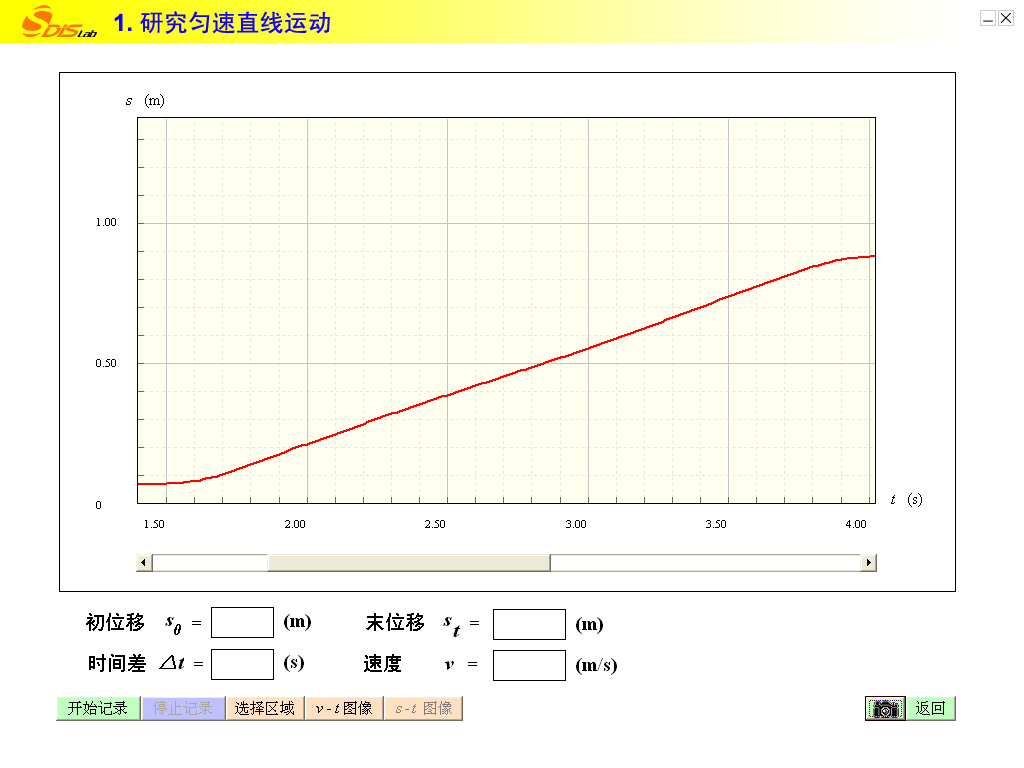 SDISLab 1. 研究匀速直线运动
s (m)
1.00
0.50
0
t (s)
1.50 2.00 2.50 3.00 3.50 4.00
初位移 s0 = (m) 末位移 st = (m)
时间差 △t = (s) 速度 v = (m/s)
开始记录 停止记录 选择区域 v-t 图像 s-t 图像 返回